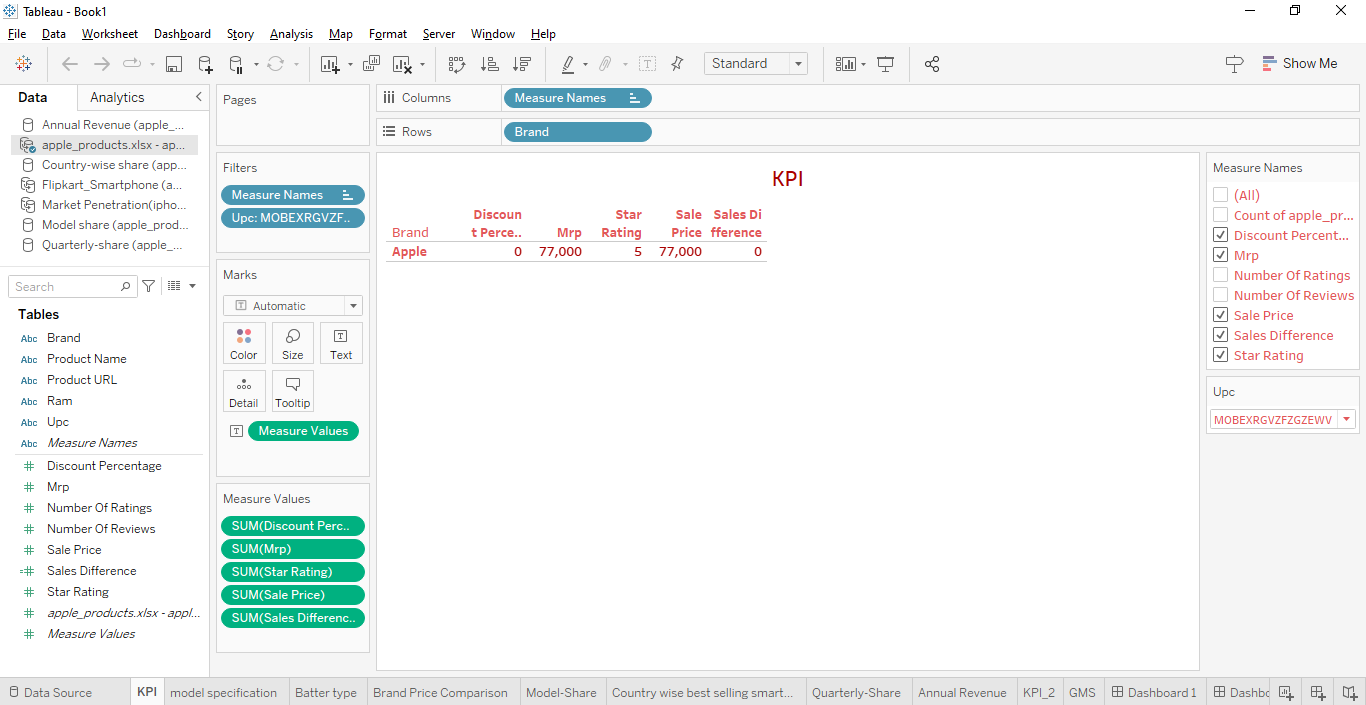 Tableau - Book1
File Data Worksheet Dashboard Story Analysis Map Format Server Window Help
Standard
Show Me
Data Analytics
Annual Revenue (apple_...
apple_products.xlsx - ap...
Country-wise share (app...
Flipkart_Smartphone (a...
Market Penetration(ipho...
Model share (apple_prod...
Quarterly-share (apple_...
Search
Tables
Abc Brand
Abc Product Name
Abc Product URL
Abc Ram
Abc Upc
Abc Measure Names
# Discount Percentage
# Mrp
# Number Of Ratings
# Number Of Reviews
# Sale Price
=# Sales Difference
# Star Rating
# apple_products.xlsx - appl...
# Measure Values
Pages
Filters
Measure Names
Upc: MOBEXRGVZF..
Marks
T Automatic
Color Size Text
Detail Tooltip
T Measure Values
Measure Values
SUM(Discount Perc..
SUM(Mrp)
SUM(Star Rating)
SUM(Sale Price)
SUM(Sales Differenc..
Columns Measure Names
Rows Brand
KPI
Discoun Star Sale Sales Di
Brand t Perce.. Mrp Rating Price fference
Apple 0 77,000 5 77,000 0
Measure Names
(All)
Count of apple_pr...
Discount Percent...
Mrp
Number Of Ratings
Number Of Reviews
Sale Price
Sales Difference
Star Rating
Upc
MOBEXRGVZFZGZEWV
Data Source KPI model specification Batter type Brand Price Comparison Model-Share Country wise best selling smart... Quarterly-Share Annual Revenue KPI_2 GMS Dashboard 1 Dashbo